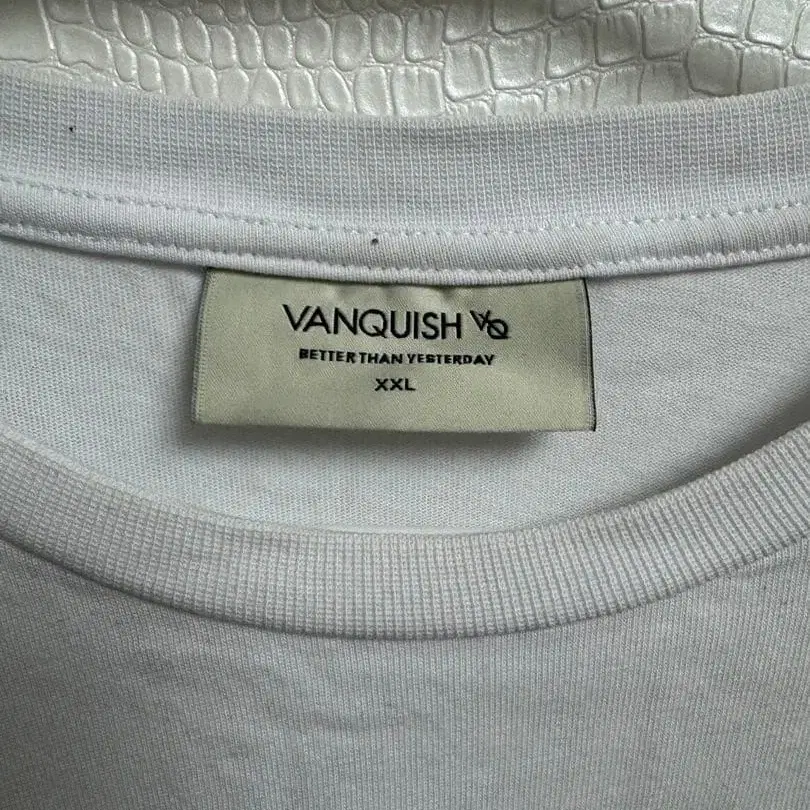 VANQUISH VQ
BETTER THAN YESTERDAY
XXL